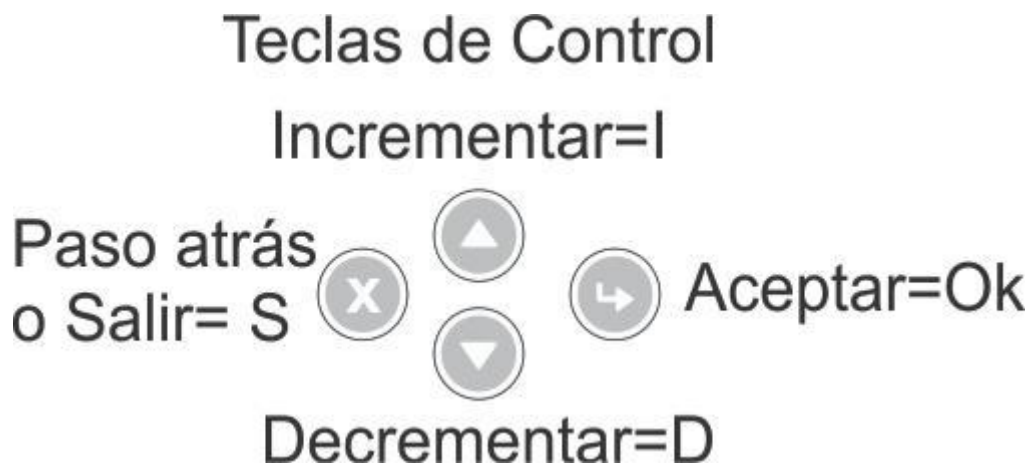 Teclas de Control
Incrementar=I
Paso atrás
o Salir= S
X
Aceptar=Ok
Decrementar=D